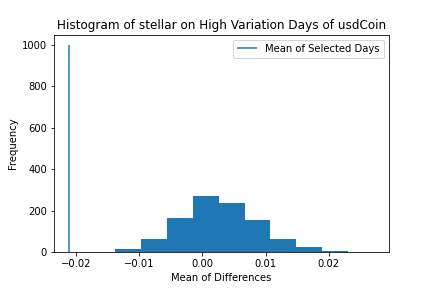 Histogram of stellar on High Variation Days of usdCoin
Mean of Selected Days
1000
800
600
400
200
0
Frequency
−0.02 −0.01 0.00 0.01 0.02
Mean of Differences